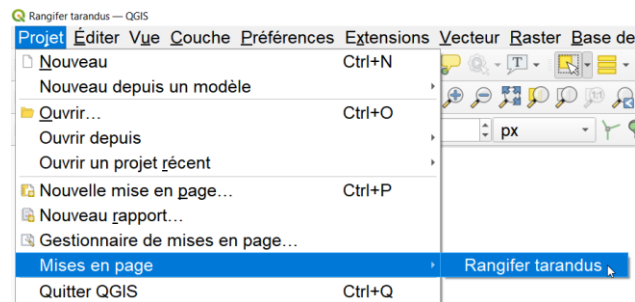 Rangifer tarandus — QGIS
Projet Éditer Vue Couche Préférences Extensions Vecteur Raster Base de
Nouveau Ctrl+N
Nouveau depuis un modèle
Ouvrir… Ctrl+O
Ouvrir depuis
px
Ouvrir un projet récent
Nouvelle mise en page… Ctrl+P
Nouveau rapport…
Gestionnaire de mises en page…
Mises en page Rangifer tarandus
Quitter QGIS Ctrl+Q